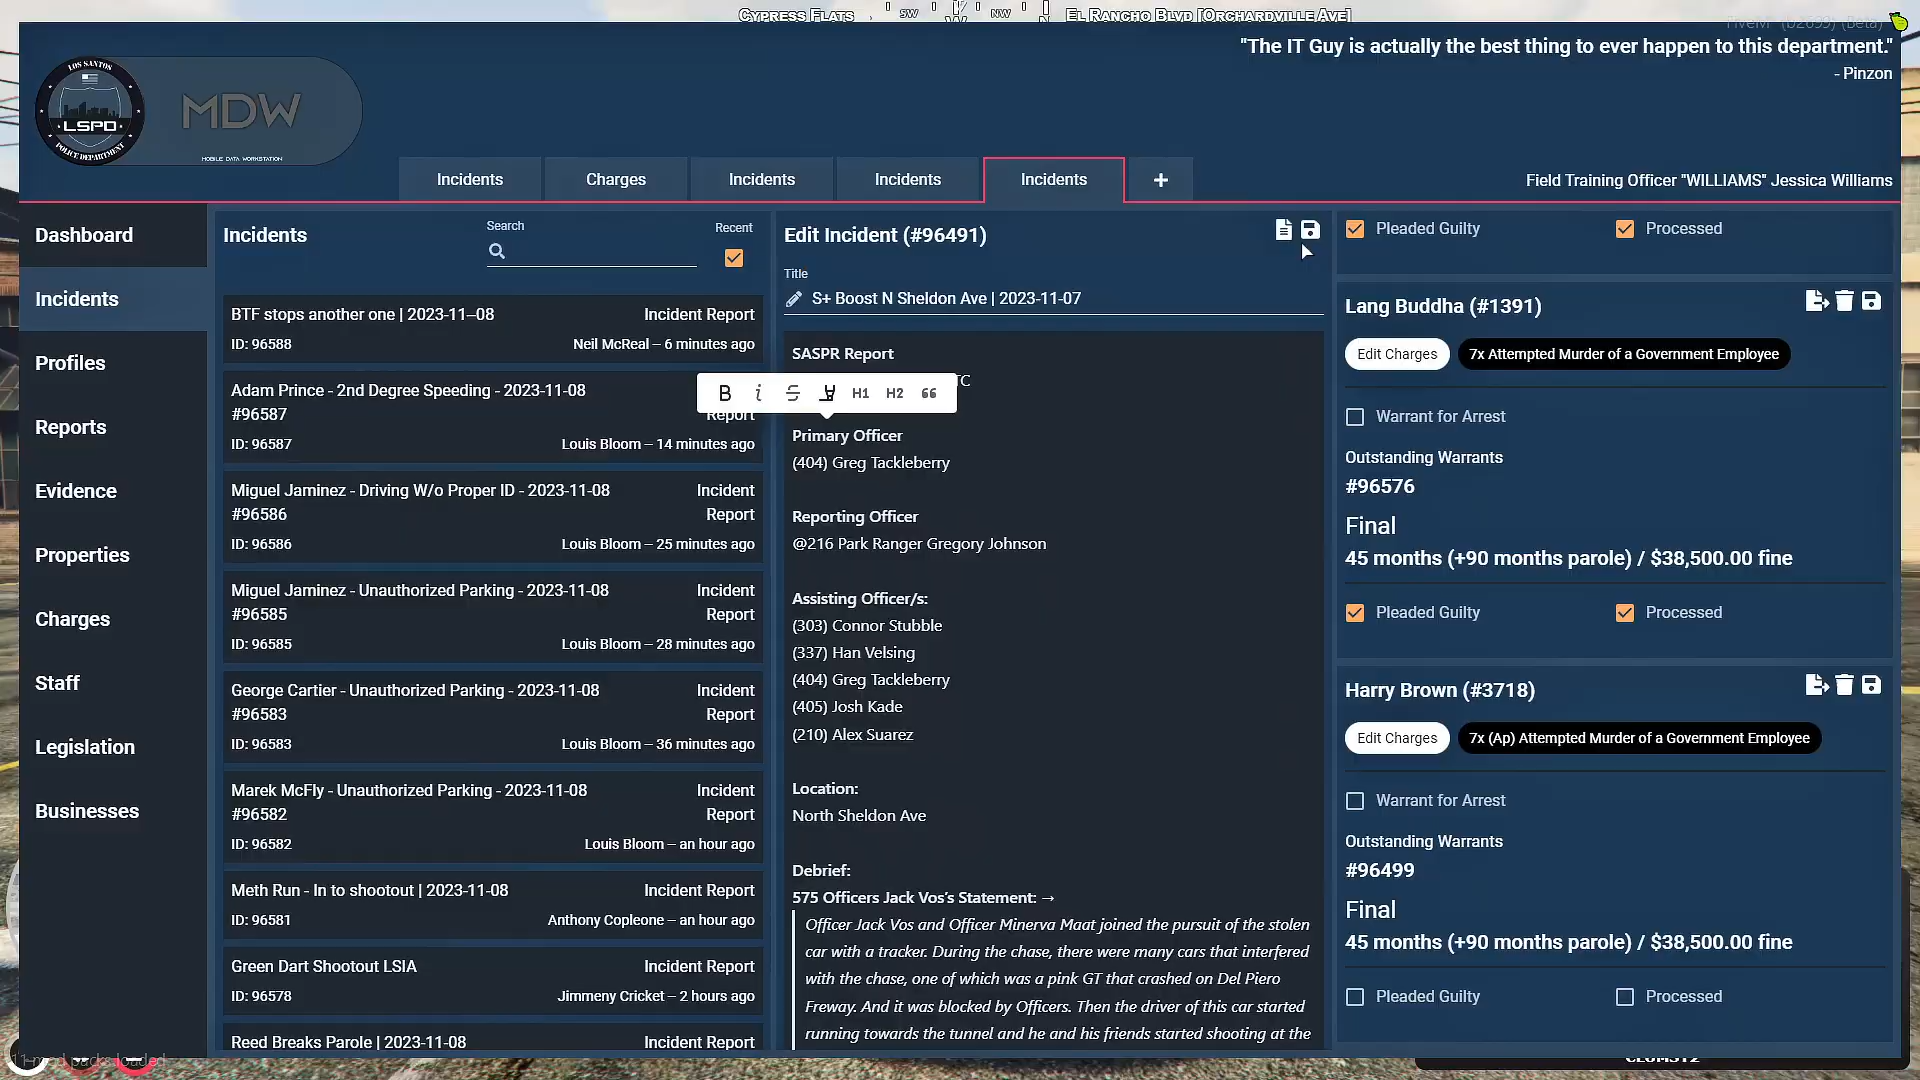 CYPRESS FLATS
SW
W
NW
N
EL RANCHO BLVD [ORCHARDVILLE AVE]
"The IT Guy is actually the best thing to ever happen to this department."
- Pinzon
LOS SANTOS
LSPD
POLICE DEPARTMENT
MDW
MOBILE DATA WORKSTATION
Incidents
Charges
Incidents
Incidents
Incidents
+
Field Training Officer "WILLIAMS" Jessica Williams
Dashboard
Incidents
Profiles
Reports
Evidence
Properties
Charges
Staff
Legislation
Businesses
Incidents
Search
Recent
BTF stops another one | 2023-11--08
Incident Report
ID: 96588
Neil McReal – 6 minutes ago
Adam Prince - 2nd Degree Speeding - 2023-11-08
#96587
Report
ID: 96587
Louis Bloom – 14 minutes ago
Miguel Jaminez - Driving W/o Proper ID - 2023-11-08
#96586
Incident
Report
ID: 96586
Louis Bloom – 25 minutes ago
Miguel Jaminez - Unauthorized Parking - 2023-11-08
#96585
Incident
Report
ID: 96585
Louis Bloom – 28 minutes ago
George Cartier - Unauthorized Parking - 2023-11-08
#96583
Incident
Report
ID: 96583
Louis Bloom – 36 minutes ago
Marek McFly - Unauthorized Parking - 2023-11-08
#96582
Incident
Report
ID: 96582
Louis Bloom – an hour ago
Meth Run - In to shootout | 2023-11-08
Incident Report
ID: 96581
Anthony Copleone – an hour ago
Green Dart Shootout LSIA
Incident Report
ID: 96578
Jimmeny Cricket – 2 hours ago
Reed Breaks Parole | 2023-11-08
Incident Report
Edit Incident (#96491)
Title
S+ Boost N Sheldon Ave | 2023-11-07
SASPR Report
TC
B i S H1 H2 66
Primary Officer
(404) Greg Tackleberry
Reporting Officer
@216 Park Ranger Gregory Johnson
Assisting Officer/s:
(303) Connor Stubble
(337) Han Velsing
(404) Greg Tackleberry
(405) Josh Kade
(210) Alex Suarez
Location:
North Sheldon Ave
Debrief:
575 Officers Jack Vos's Statement: →
Officer Jack Vos and Officer Minerva Maat joined the pursuit of the stolen
car with a tracker. During the chase, there were many cars that interfered
with the chase, one of which was a pink GT that crashed on Del Piero
Freway. And it was blocked by Officers. Then the driver of this car started
running towards the tunnel and he and his friends started shooting at the
Pleaded Guilty
Processed
Lang Buddha (#1391)
Edit Charges
7x Attempted Murder of a Government Employee
Warrant for Arrest
Outstanding Warrants
#96576
Final
45 months (+90 months parole) / $38,500.00 fine
Pleaded Guilty
Processed
Harry Brown (#3718)
Edit Charges
7x (Ap) Attempted Murder of a Government Employee
Warrant for Arrest
Outstanding Warrants
#96499
Final
45 months (+90 months parole) / $38,500.00 fine
Pleaded Guilty
Processed